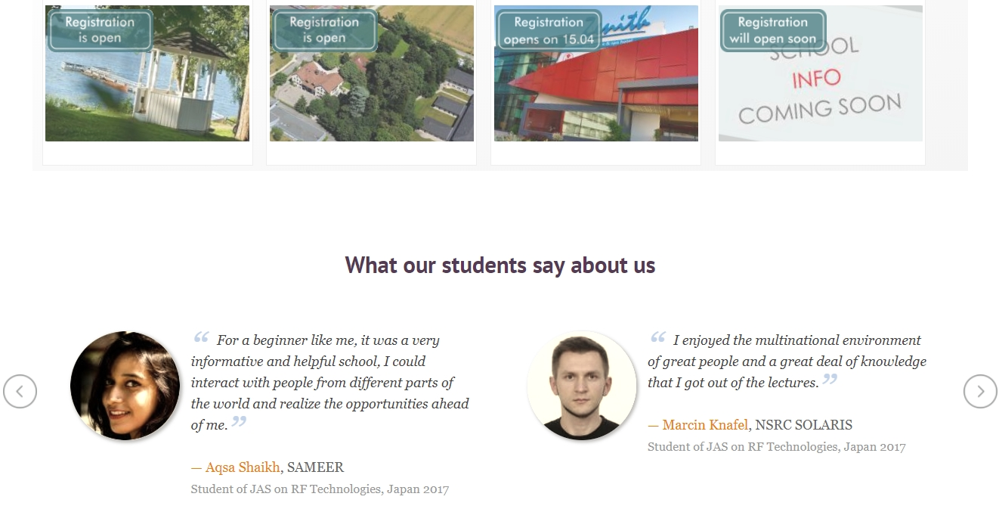 Registration
is open
Registration
is open
Registration
opens on 15.04
Registration
will open soon
SCHOOL
INFO
COMING SOON
What our students say about us
“ For a beginner like me, it was a very
informative and helpful school, I could
interact with people from different parts of
the world and realize the opportunities ahead
of me. ”
— Aqsa Shaikh, SAMEER
Student of JAS on RF Technologies, Japan 2017
“ I enjoyed the multinational environment
of great people and a great deal of knowledge
that I got out of the lectures. ”
— Marcin Knafel, NSRC SOLARIS
Student of JAS on RF Technologies, Japan 2017